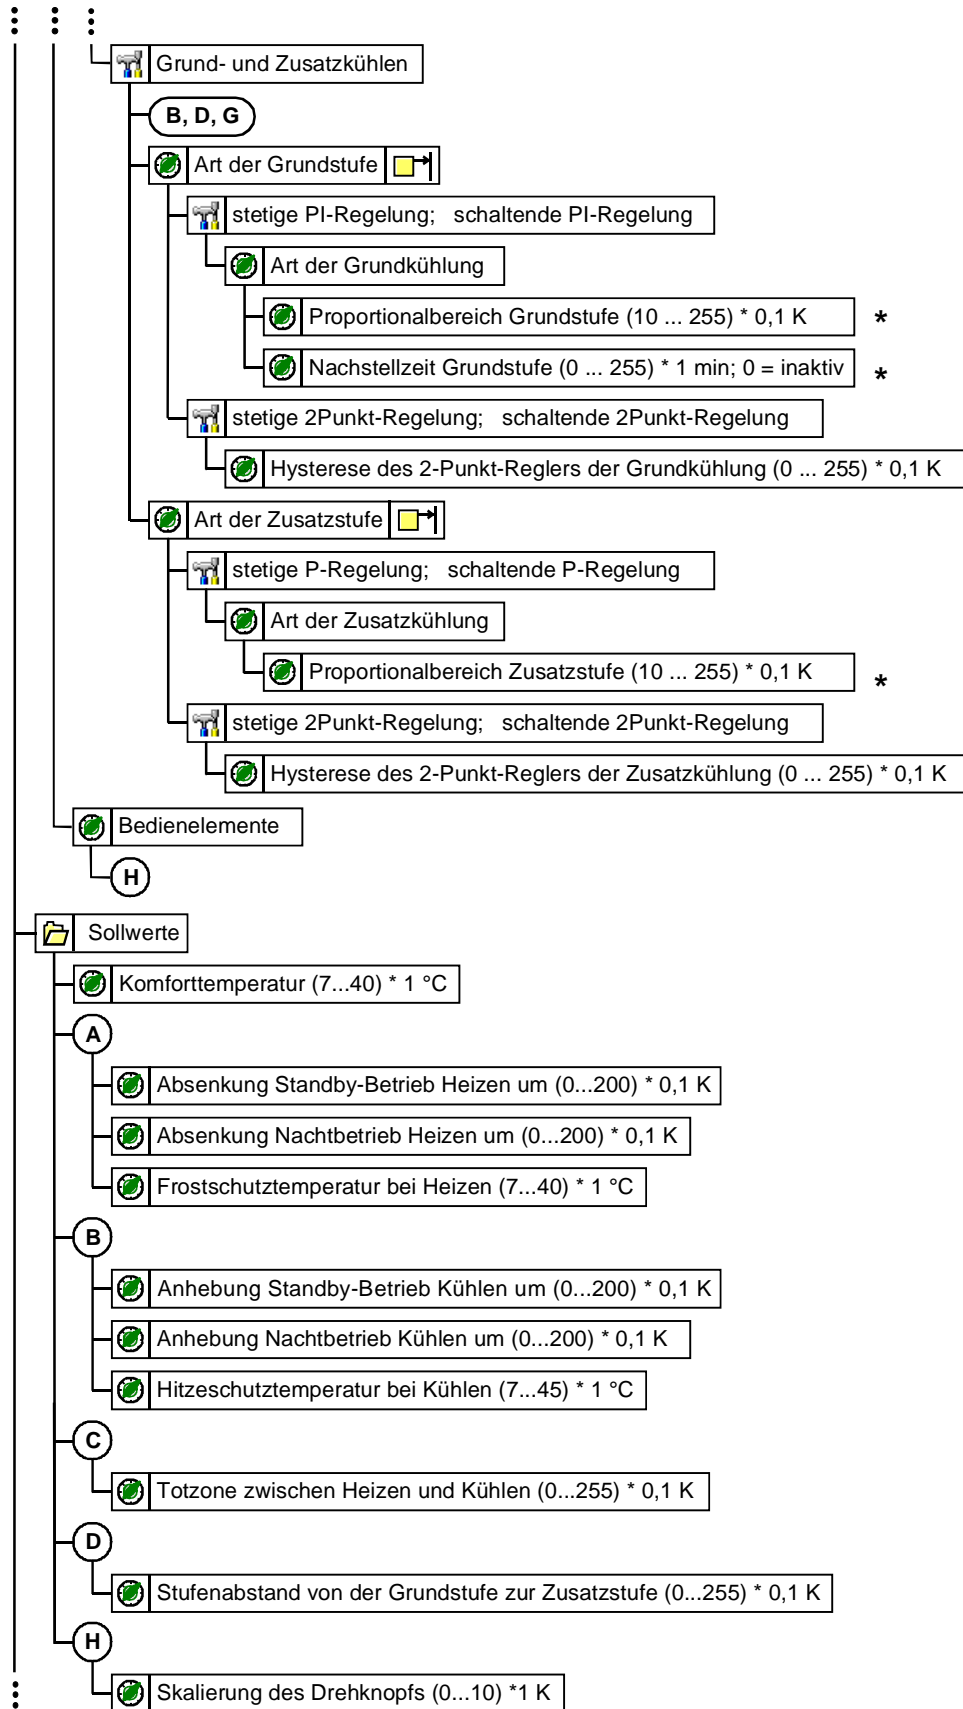 Grund- und Zusatzkühlen
B, D, G
Art der Grundstufe
stetige PI-Regelung; schaltende PI-Regelung
Art der Grundkühlung
Proportionalbereich Grundstufe (10 ... 255) * 0,1 K *
Nachstellzeit Grundstufe (0 ... 255) * 1 min; 0 = inaktiv *
stetige 2Punkt-Regelung; schaltende 2Punkt-Regelung
Hysterese des 2-Punkt-Reglers der Grundkühlung (0 ... 255) * 0,1 K
Art der Zusatzstufe
stetige P-Regelung; schaltende P-Regelung
Art der Zusatzkühlung
Proportionalbereich Zusatzstufe (10 ... 255) * 0,1 K *
stetige 2Punkt-Regelung; schaltende 2Punkt-Regelung
Hysterese des 2-Punkt-Reglers der Zusatzkühlung (0 ... 255) * 0,1 K
Bedienelemente
H
Sollwerte
Komforttemperatur (7...40) * 1 °C
A
Absenkung Standby-Betrieb Heizen um (0...200) * 0,1 K
Absenkung Nachtbetrieb Heizen um (0...200) * 0,1 K
Frostschutztemperatur bei Heizen (7...40) * 1 °C
B
Anhebung Standby-Betrieb Kühlen um (0...200) * 0,1 K
Anhebung Nachtbetrieb Kühlen um (0...200) * 0,1 K
Hitzeschutztemperatur bei Kühlen (7...45) * 1 °C
C
Totzone zwischen Heizen und Kühlen (0...255) * 0,1 K
D
Stufenabstand von der Grundstufe zur Zusatzstufe (0...255) * 0,1 K
H
Skalierung des Drehknopfs (0...10) *1 K